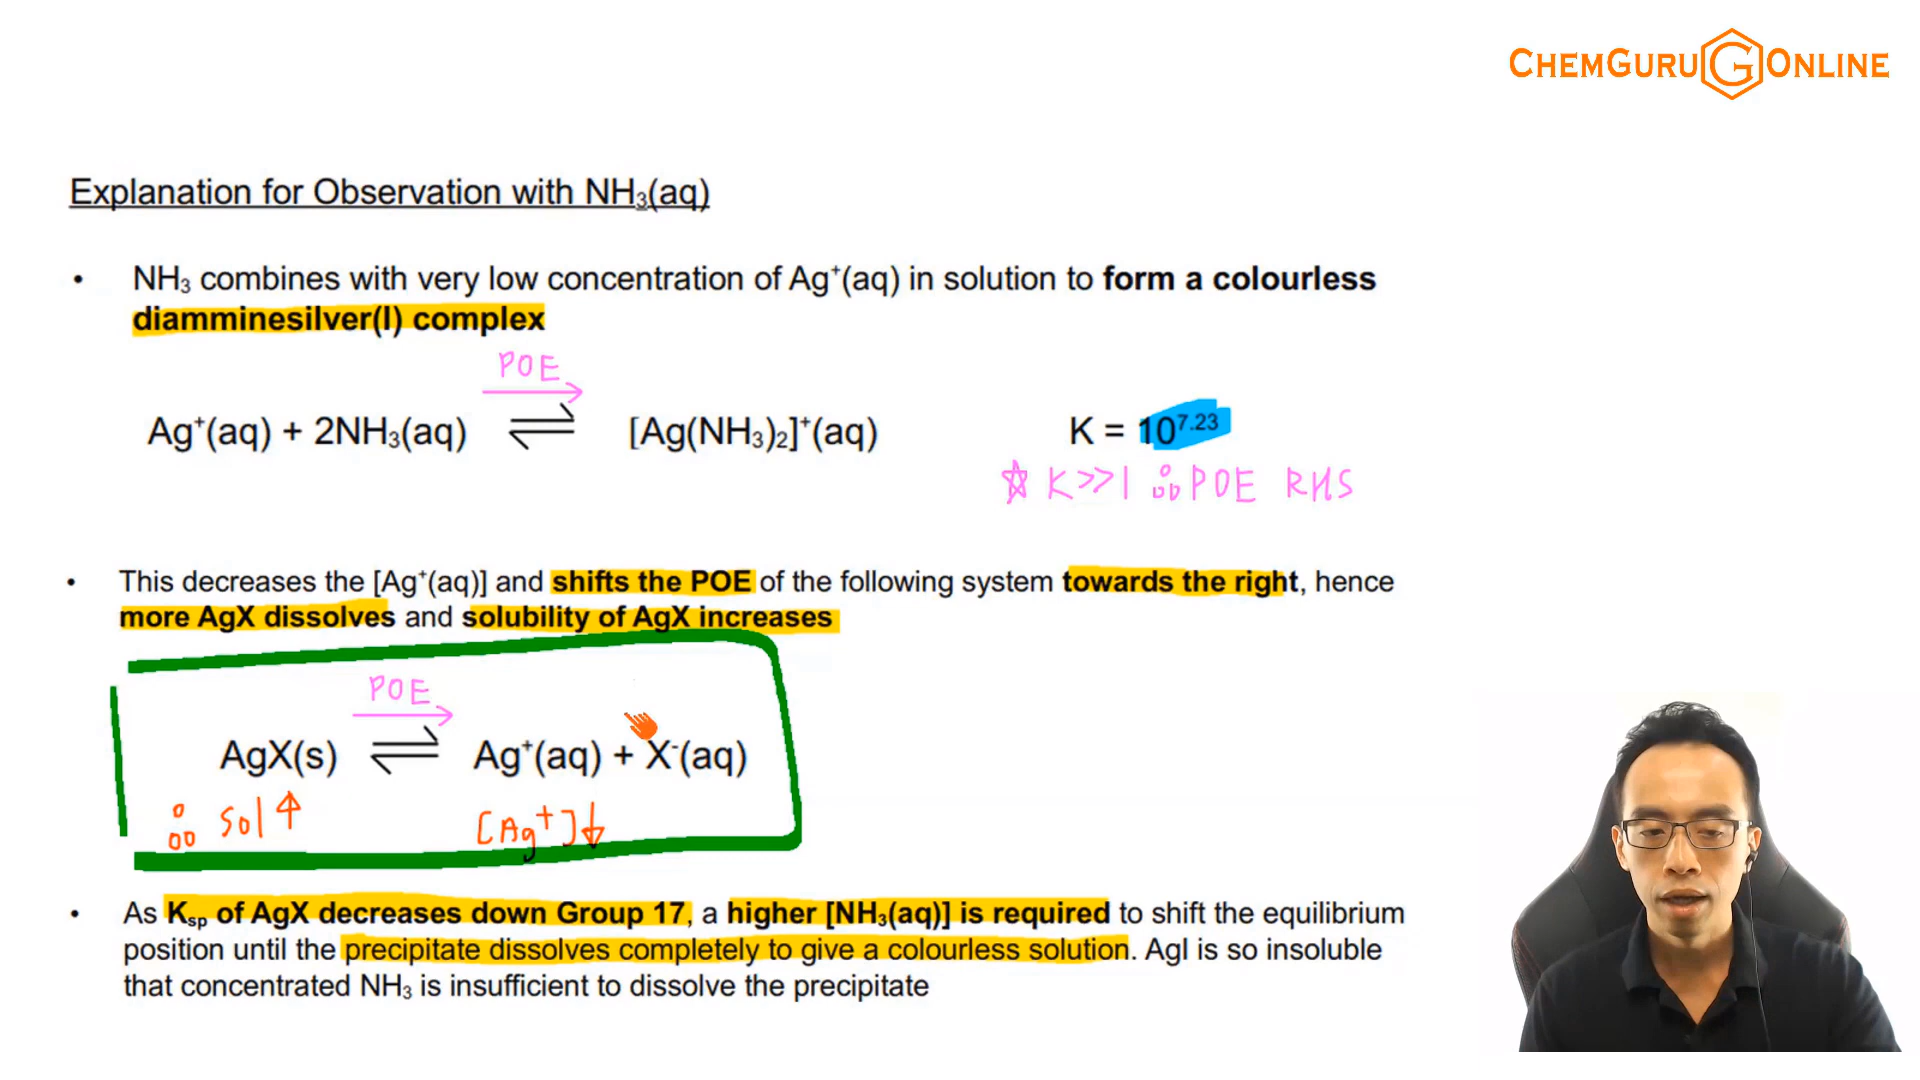 CHEMGURU G ONLINE
Explanation for Observation with NH₃(aq)
• NH₃ combines with very low concentration of Ag⁺(aq) in solution to form a colourless
diamminesilver(I) complex
POE
Ag⁺(aq) + 2NH₃(aq) ⇌ [Ag(NH₃)₂]⁺(aq) K = 10⁷·²³
☆ K >> 1 ∴ POE RHS
• This decreases the [Ag⁺(aq)] and shifts the POE of the following system towards the right, hence
more AgX dissolves and solubility of AgX increases
POE
AgX(s) ⇌ Ag⁺(aq) + X⁻(aq)
∴ sol ↑ [Ag⁺] ↓
• As Kₛₚ of AgX decreases down Group 17, a higher [NH₃(aq)] is required to shift the equilibrium
position until the precipitate dissolves completely to give a colourless solution. AgI is so insoluble
that concentrated NH₃ is insufficient to dissolve the precipitate